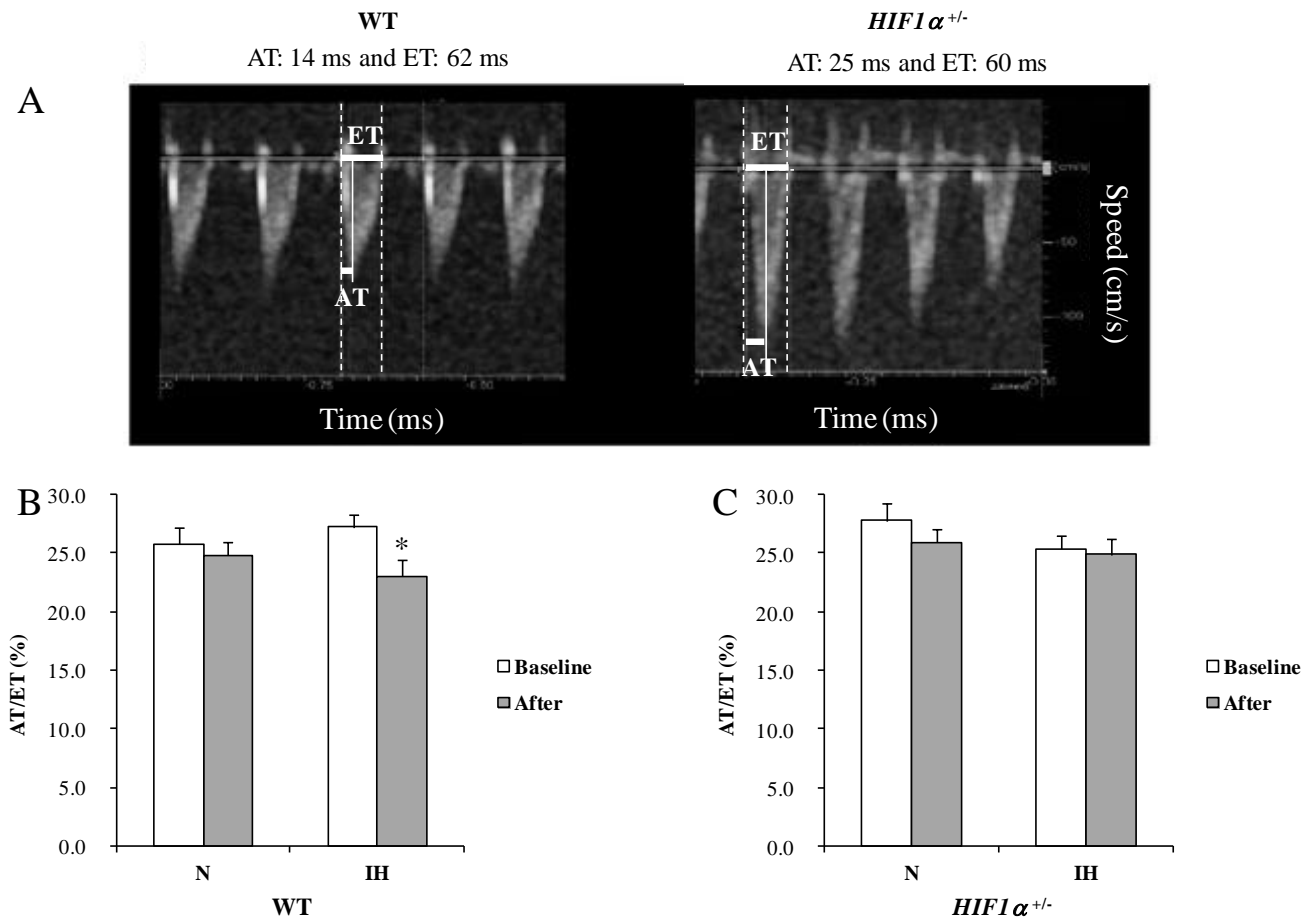 WT
HIF1α +/-
AT: 14 ms and ET: 62 ms
AT: 25 ms and ET: 60 ms
A
ET
AT
Time (ms)
ET
AT
Time (ms)
Speed (cm/s)
B
30.0
25.0
20.0
15.0
10.0
5.0
0.0
AT/ET (%)
*
N
IH
WT
Baseline
After
C
30.0
25.0
20.0
15.0
10.0
5.0
0.0
AT/ET (%)
N
IH
HIF1α +/-
Baseline
After